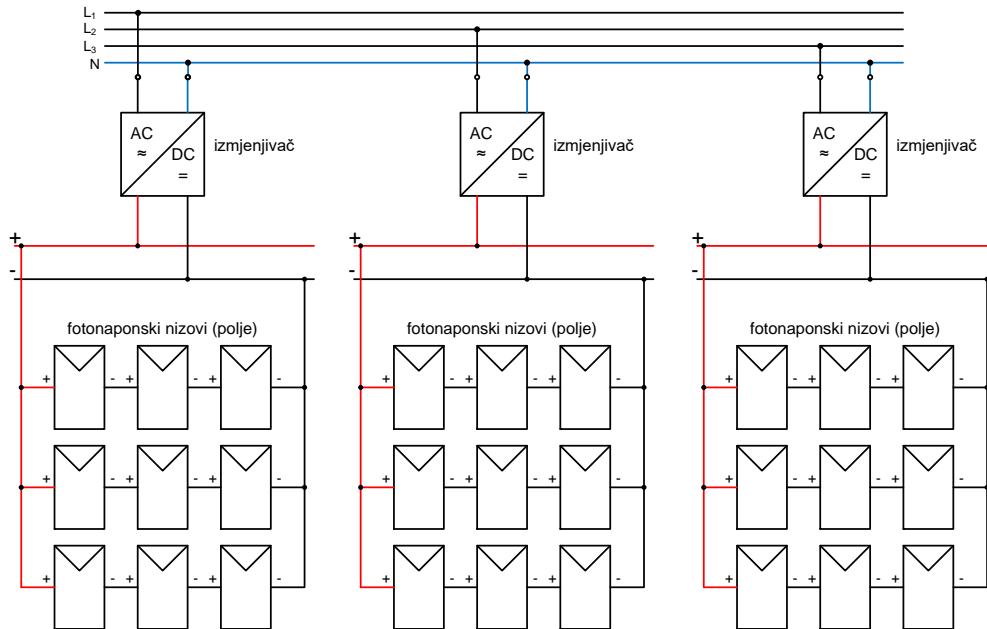 L1
L2
L3
N
AC
≈
DC
=
izmjenjivač
AC
≈
DC
=
izmjenjivač
AC
≈
DC
=
izmjenjivač
+ + +
- - -
fotonaponski nizovi (polje) fotonaponski nizovi (polje) fotonaponski nizovi (polje)
+ - + - + - + - + - + - + - + - + -
+ - + - + - + - + - + - + - + - + -
+ - + - + - + - + - + - + - + - + -